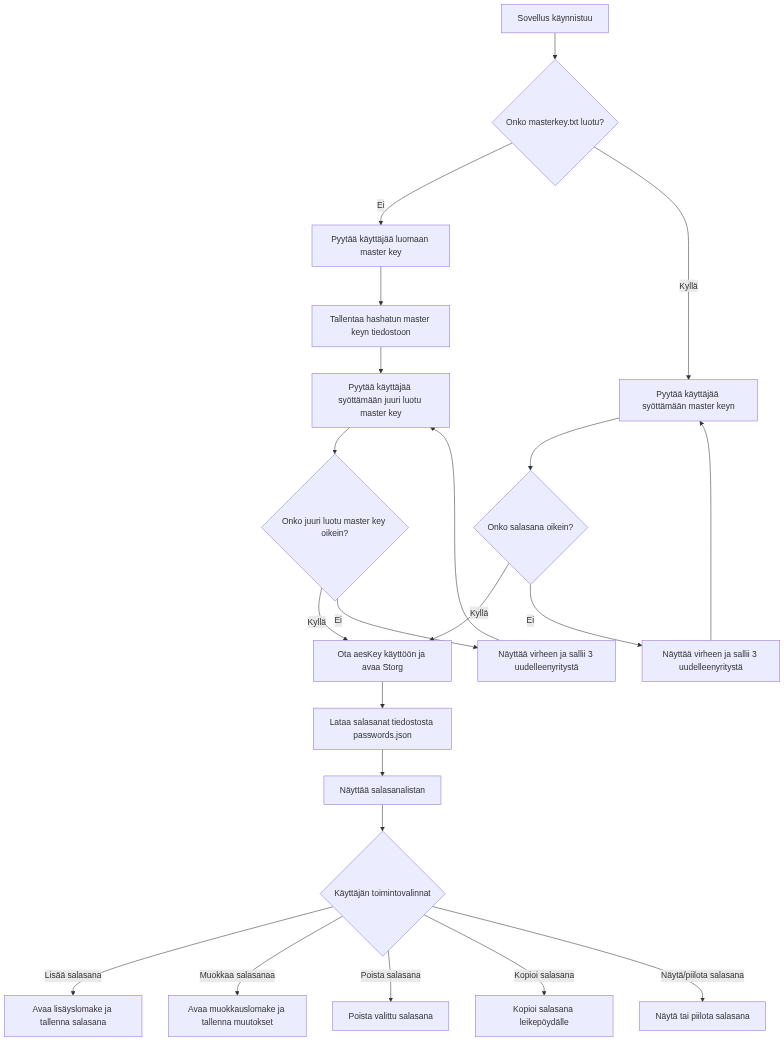 Sovellus käynnistuu
Onko masterkey.txt luotu?
Ei
Pyytää käyttäjää luomaan
master key
Kyllä
Tallentaa hashatun master
keyn tiedostoon
Pyytää käyttäjää
syöttämään juuri luotu
master key
Pyytää käyttäjää
syöttämään master keyn
Onko juuri luotu master key
oikein?
Onko salasana oikein?
Kyllä
Ei
Kyllä
Ei
Ota aesKey käyttöön ja
avaa Storg
Näyttää virheen ja sallii 3
uudelleenyritystä
Näyttää virheen ja sallii 3
uudelleenyritystä
Lataa salasanat tiedostosta
passwords.json
Näyttää salasanalistan
Käyttäjän toimintovalinnat
Lisää salasana
Muokkaa salasanaa
Poista salasana
Kopioi salasana
Näytä/piilota salasana
Avaa lisäyslomake ja
tallenna salasana
Avaa muokkauslomake ja
tallenna muutokset
Poista valittu salasana
Kopioi salasana
leikepöydälle
Näytä tai piilota salasana